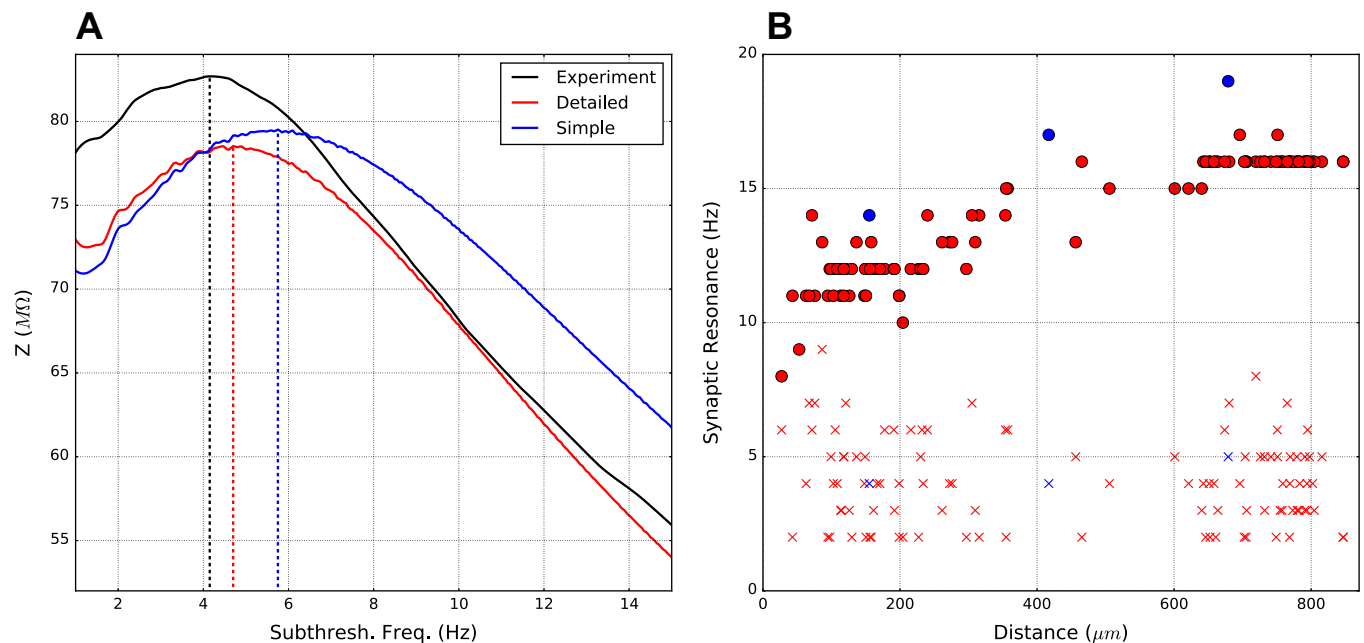 A
Z (MΩ)
80
75
70
65
60
55
2 4 6 8 10 12 14
Subthresh. Freq. (Hz)
Experiment
Detailed
Simple
B
Synaptic Resonance (Hz)
20
15
10
5
0
0 200 400 600 800
Distance (μm)